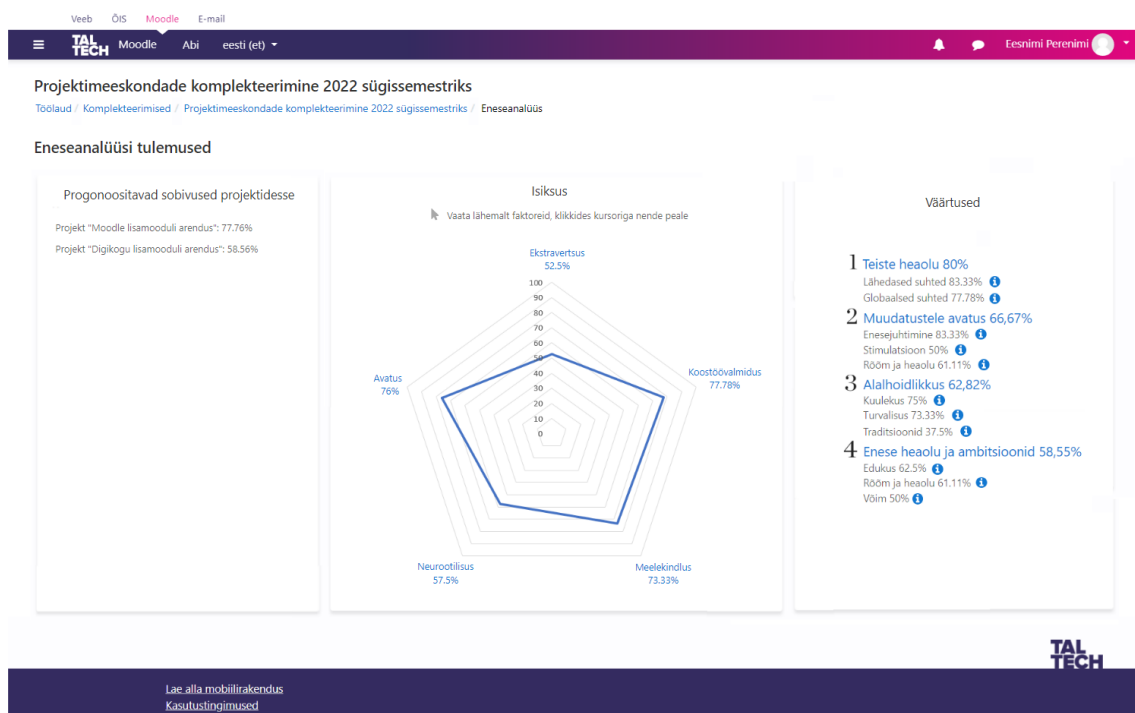 Veeb ÕIS Moodle E-mail
TAL TECH Moodle Abi eesti (et) Eesnimi Perenimi
Projektimeeskondade komplekteerimine 2022 sügissemestriks
Töölaud / Komplekteerimised / Projektimeeskondade komplekteerimine 2022 sügissemestriks / Eneseanalüüs
Eneseanalüüsi tulemused
Progonoositavad sobivused projektidesse
Projekt "Moodle lisamooduli arendus": 77.76%
Projekt "Digikogu lisamooduli arendus": 58.56%
Isiksus
Vaata lähemalt faktoreid, klikkides kursoriga nende peale
Ekstravertsus
52.5%
100
90
80
70
60
50
40
30
20
10
0
Koostöövalmidus
77.78%
Avatus
76%
Neurootilisus
57.5%
Meelekindlus
73.33%
Väärtused
1 Teiste heaolu 80%
Lähedased suhted 83.33%
Globaalsed suhted 77.78%
2 Muudatustele avatus 66,67%
Enesejuhtimine 83.33%
Stimulatsioon 50%
Rõõm ja heaolu 61.11%
3 Alalhoidlikkus 62,82%
Kuulekus 75%
Turvalisus 73.33%
Traditsioonid 37.5%
4 Enese heaolu ja ambitsioonid 58,55%
Edukus 62.5%
Rõõm ja heaolu 61.11%
Võim 50%
TAL
TECH
Lae alla mobiilirakendus
Kasutustingimused